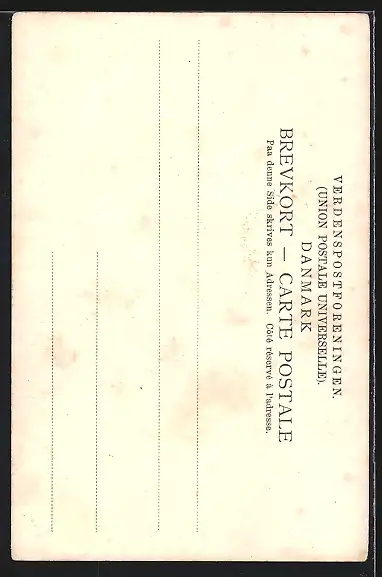 VERDENSPOSTFORENINGEN.
(UNION POSTALE UNIVERSELLE).
DANMARK
BREVKORT — CARTE POSTALE
Paa denne Side skrives kun Adressen. Côté réservé à l'adresse.